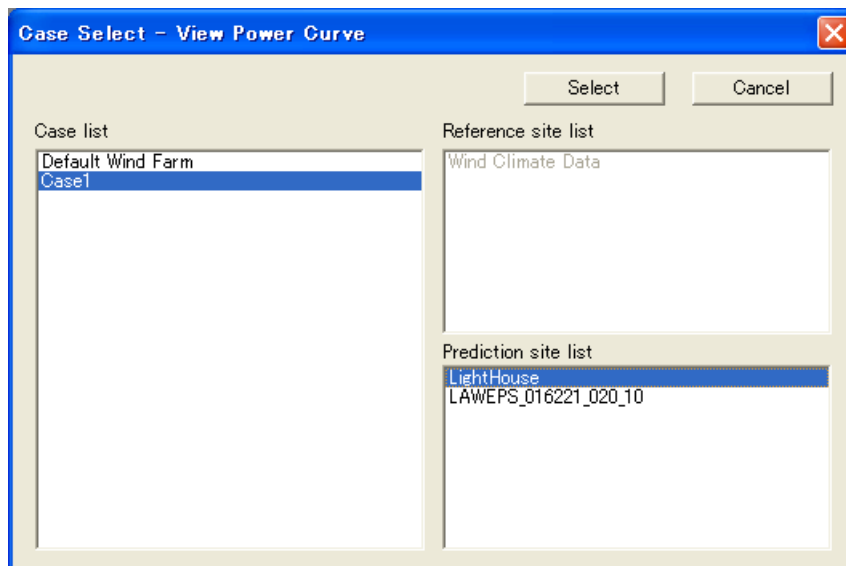 Case Select - View Power Curve
Select
Cancel
Case list
Default Wind Farm
Case1
Reference site list
Wind Climate Data
Prediction site list
LightHouse
LAWEPS_016221_020_10